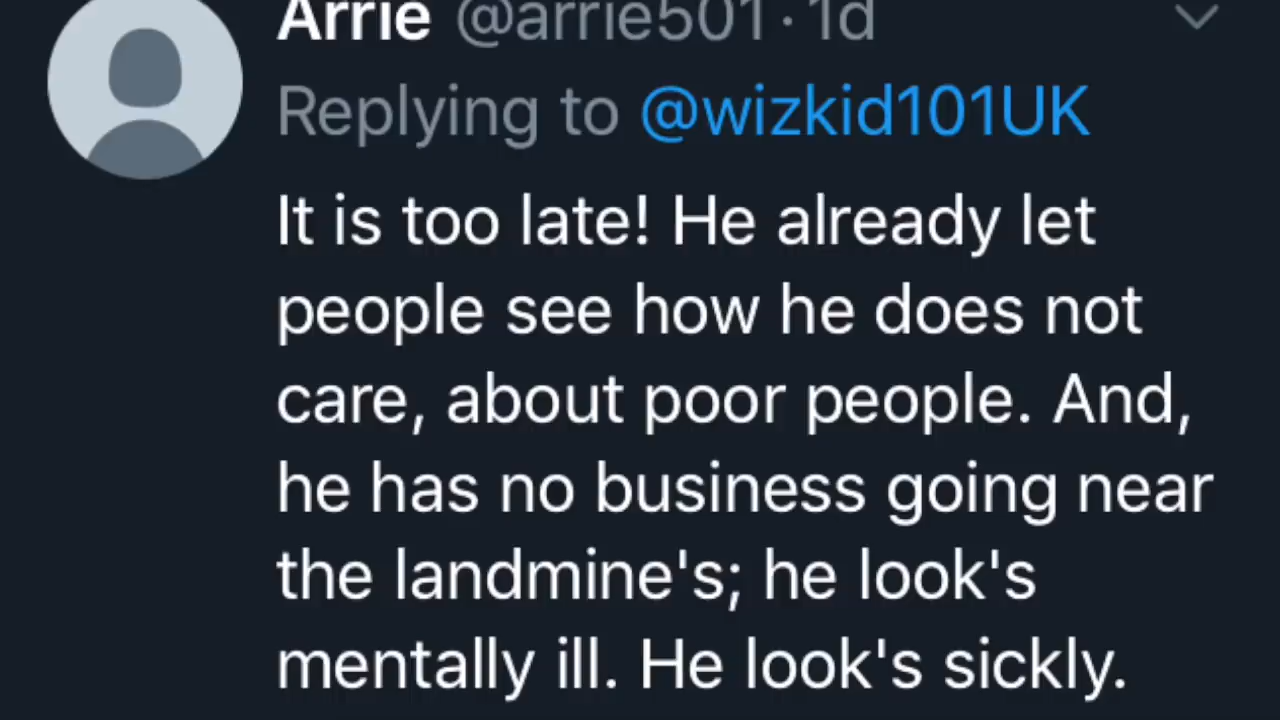 Arrie @arrie501 · 1d
Replying to @wizkid101UK
It is too late! He already let
people see how he does not
care, about poor people. And,
he has no business going near
the landmine's; he look's
mentally ill. He look's sickly.